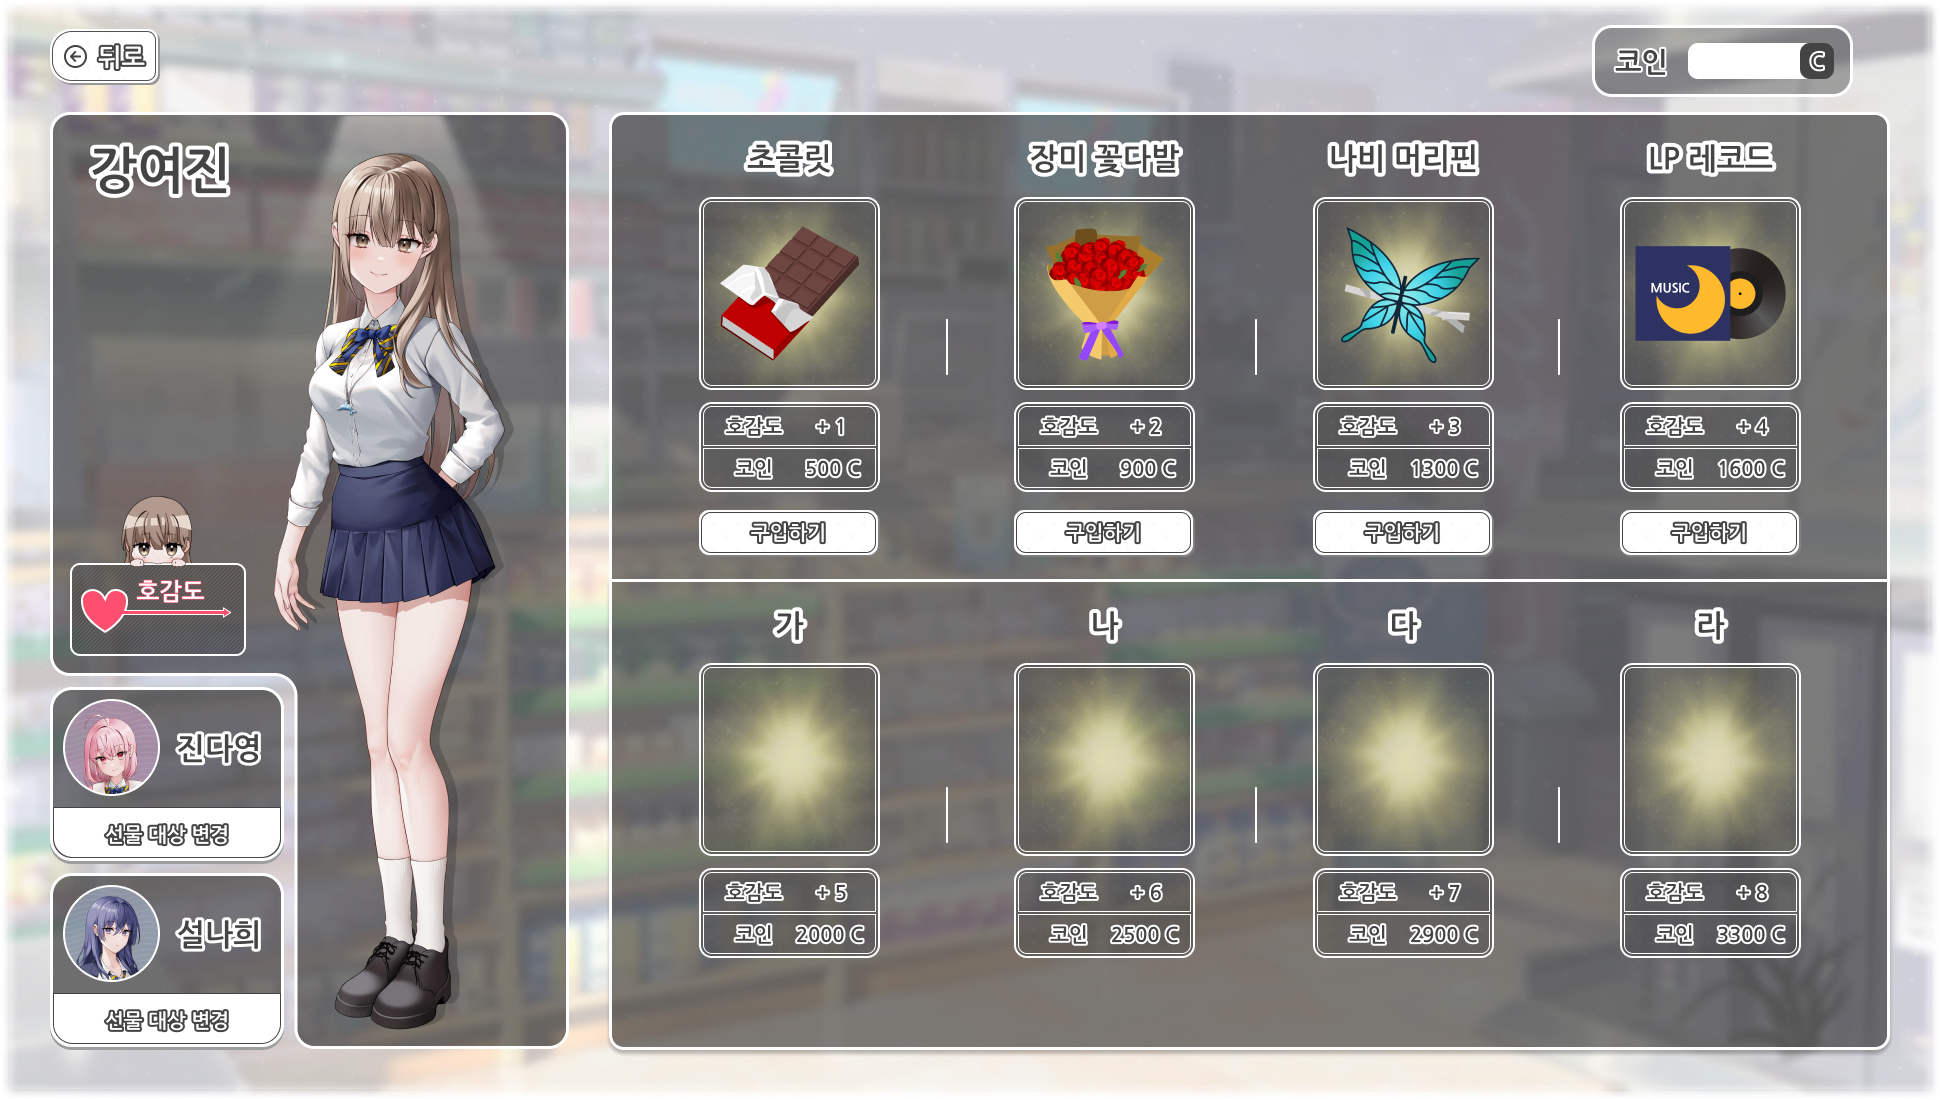 뒤로
코인 C
강여진
호감도
진다영
선물 대상 변경
설나희
선물 대상 변경
초콜릿
장미 꽃다발
나비 머리핀
LP 레코드
MUSIC
호감도 + 1
코인 500 C
호감도 + 2
코인 900 C
호감도 + 3
코인 1300 C
호감도 + 4
코인 1600 C
구입하기
구입하기
구입하기
구입하기
가
나
다
라
호감도 + 5
코인 2000 C
호감도 + 6
코인 2500 C
호감도 + 7
코인 2900 C
호감도 + 8
코인 3300 C